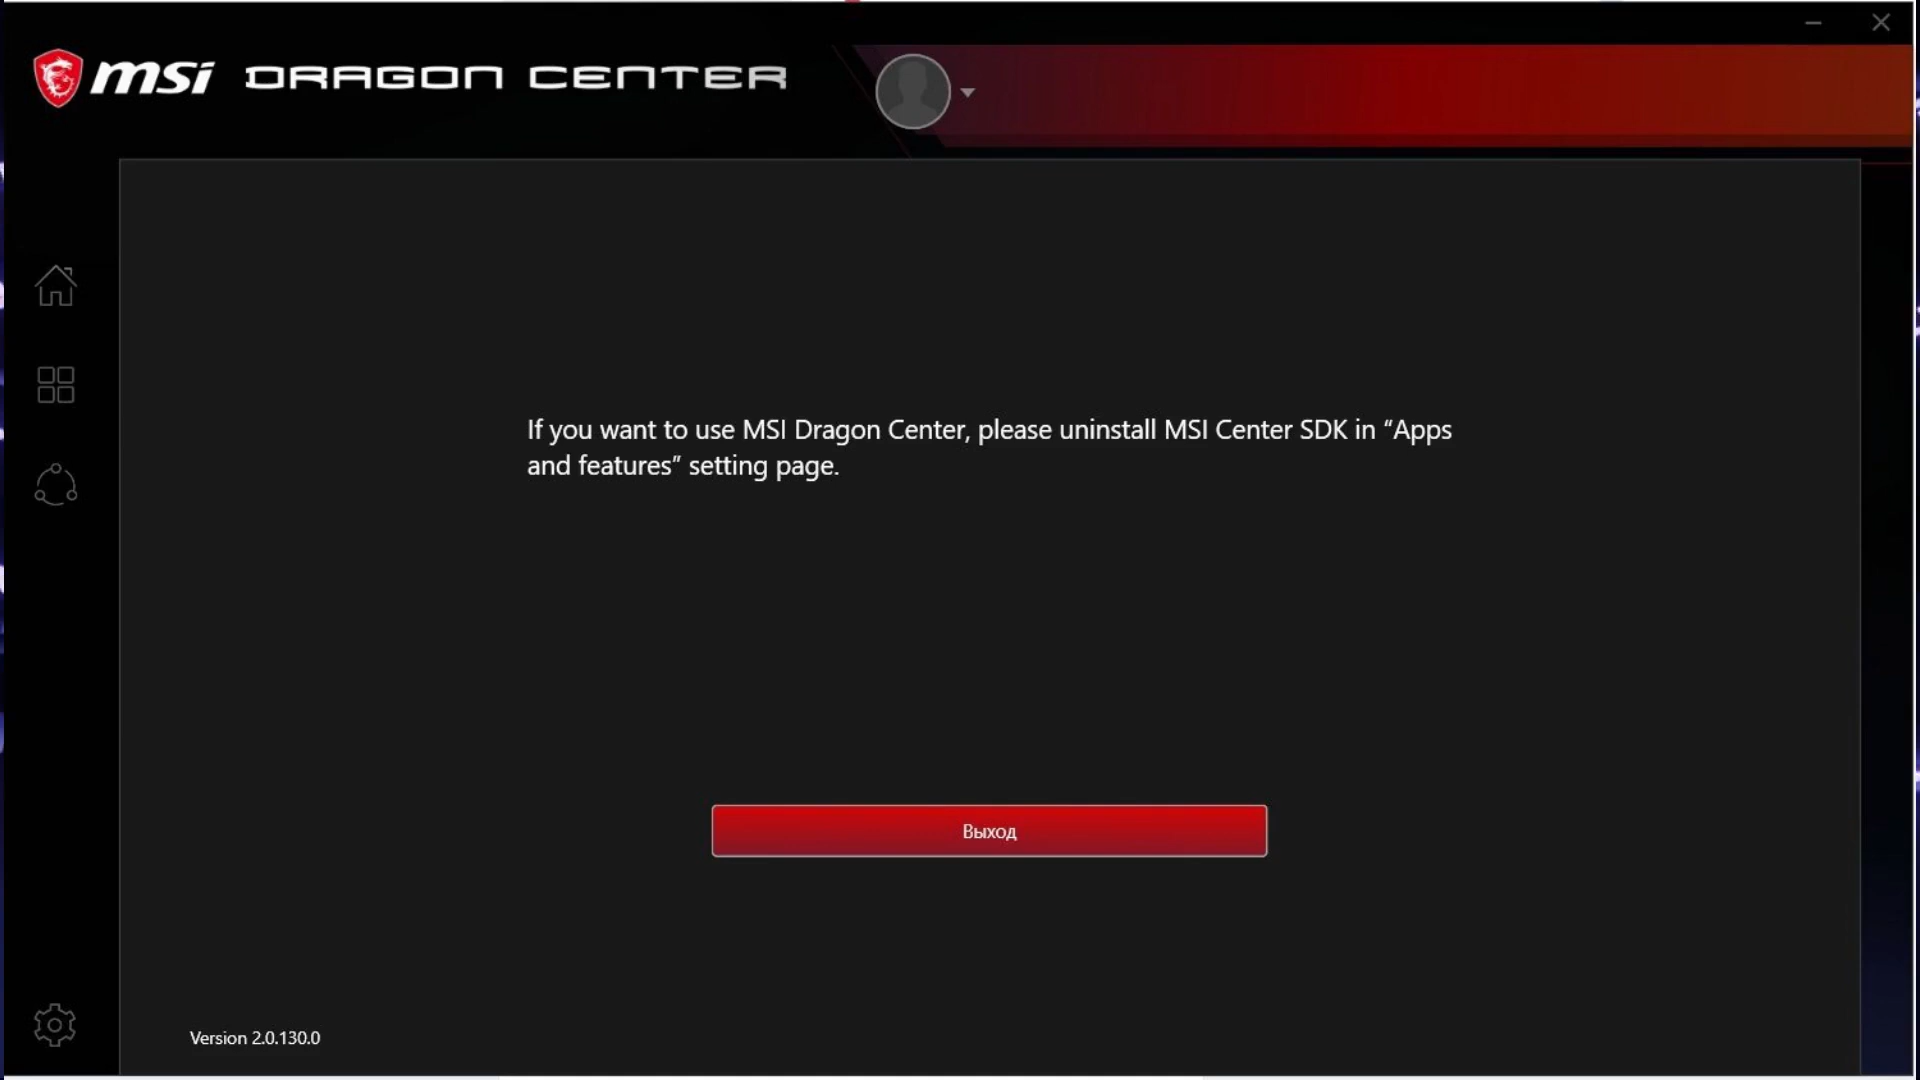 msi DRAGON CENTER
If you want to use MSI Dragon Center, please uninstall MSI Center SDK in “Apps
and features” setting page.
Выход
Version 2.0.130.0